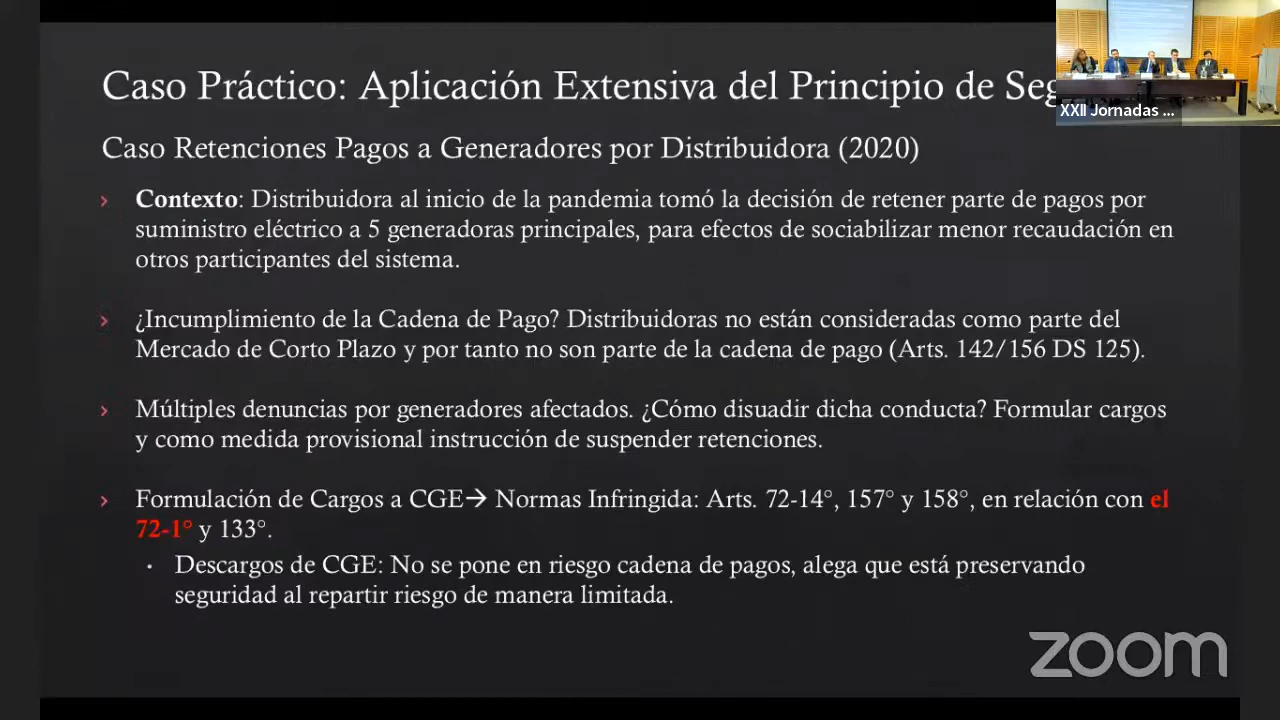 Caso Práctico: Aplicación Extensiva del Principio de
XXII Jornadas ...
Caso Retenciones Pagos a Generadores por Distribuidora (2020)
› Contexto: Distribuidora al inicio de la pandemia tomó la decisión de retener parte de pagos por
suministro eléctrico a 5 generadoras principales, para efectos de sociabilizar menor recaudación en
otros participantes del sistema.
› ¿Incumplimiento de la Cadena de Pago? Distribuidoras no están consideradas como parte del
Mercado de Corto Plazo y por tanto no son parte de la cadena de pago (Arts. 142/156 DS 125).
› Múltiples denuncias por generadores afectados. ¿Cómo disuadir dicha conducta? Formular cargos
y como medida provisional instrucción de suspender retenciones.
› Formulación de Cargos a CGE→ Normas Infringida: Arts. 72-14°, 157° y 158°, en relación con el
72-1° y 133°.
• Descargos de CGE: No se pone en riesgo cadena de pagos, alega que está preservando
seguridad al repartir riesgo de manera limitada.
zoom